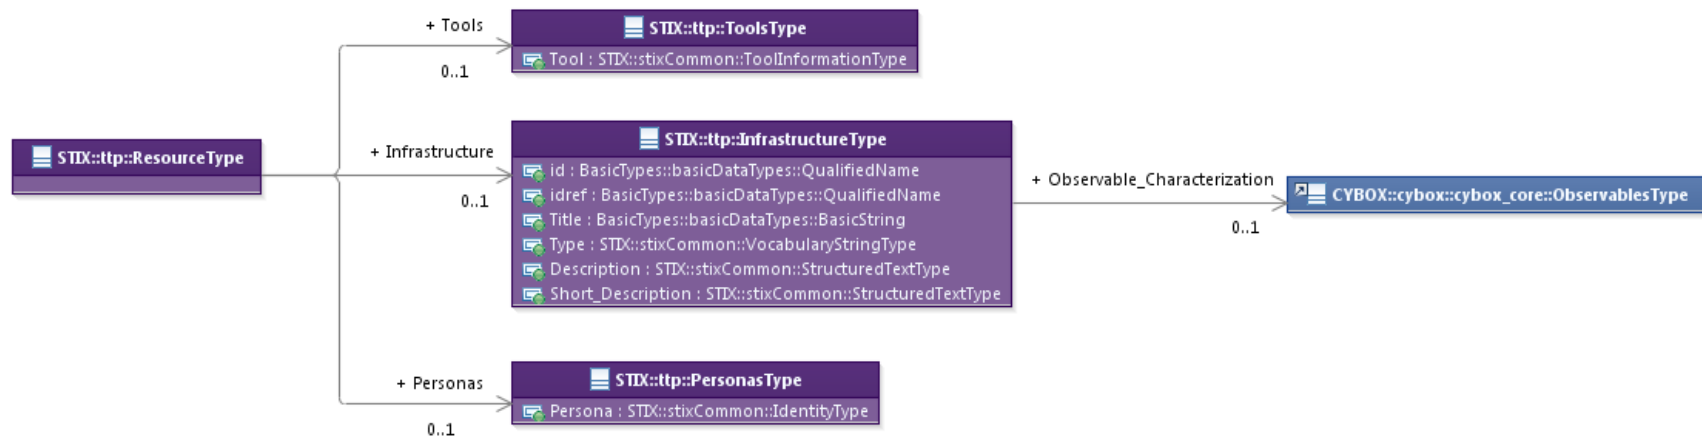 + Tools
0..1
STIX::ttp::ToolsType
Tool : STIX::stixCommon::ToolInformationType
STIX::ttp::ResourceType
+ Infrastructure
0..1
STIX::ttp::InfrastructureType
id : BasicTypes::basicDataTypes::QualifiedName
idref : BasicTypes::basicDataTypes::QualifiedName
Title : BasicTypes::basicDataTypes::BasicString
Type : STIX::stixCommon::VocabularyStringType
Description : STIX::stixCommon::StructuredTextType
Short_Description : STIX::stixCommon::StructuredTextType
+ Observable_Characterization
0..1
CYBOX::cybox::cybox_core::ObservablesType
+ Personas
0..1
STIX::ttp::PersonasType
Persona : STIX::stixCommon::IdentityType